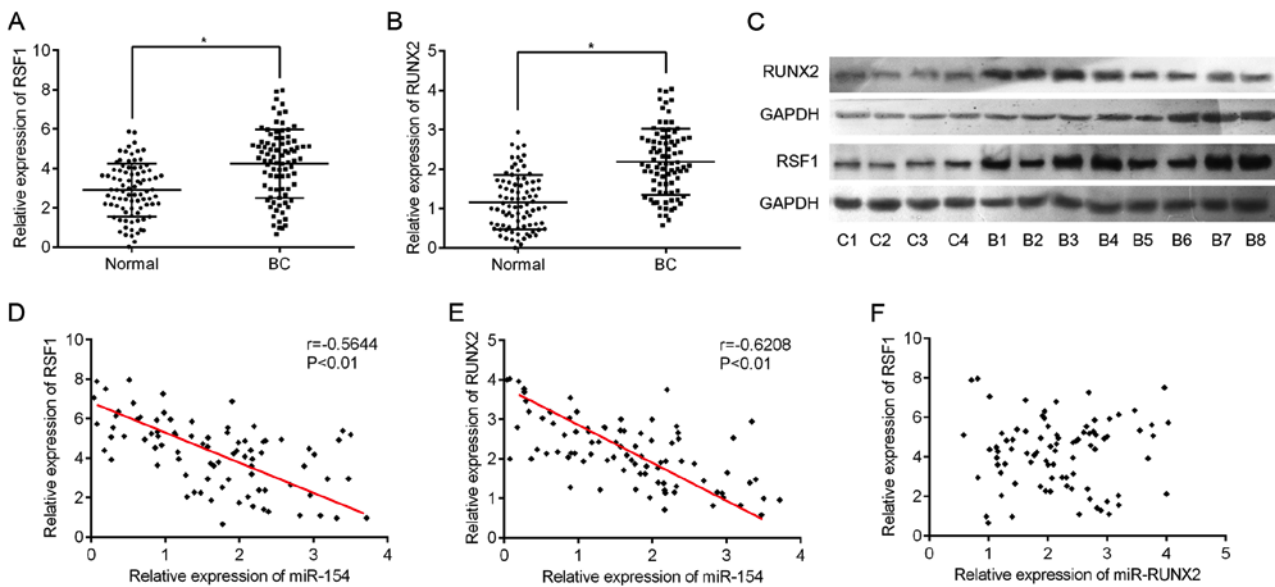 A
Relative expression of RSF1
10
8
6
4
2
0
*
Normal
BC
B
Relative expression of RUNX2
5
4
3
2
1
0
*
Normal
BC
C
RUNX2
GAPDH
RSF1
GAPDH
C1 C2 C3 C4 B1 B2 B3 B4 B5 B6 B7 B8
D
Relative expression of RSF1
10
8
6
4
2
0
r=-0.5644
P<0.01
0 1 2 3 4
Relative expression of miR-154
E
Relative expression of RUNX2
5
4
3
2
1
0
r=-0.6208
P<0.01
0 1 2 3 4
Relative expression of miR-154
F
Relative expression of RSF1
10
8
6
4
2
0
0 1 2 3 4 5
Relative expression of miR-RUNX2